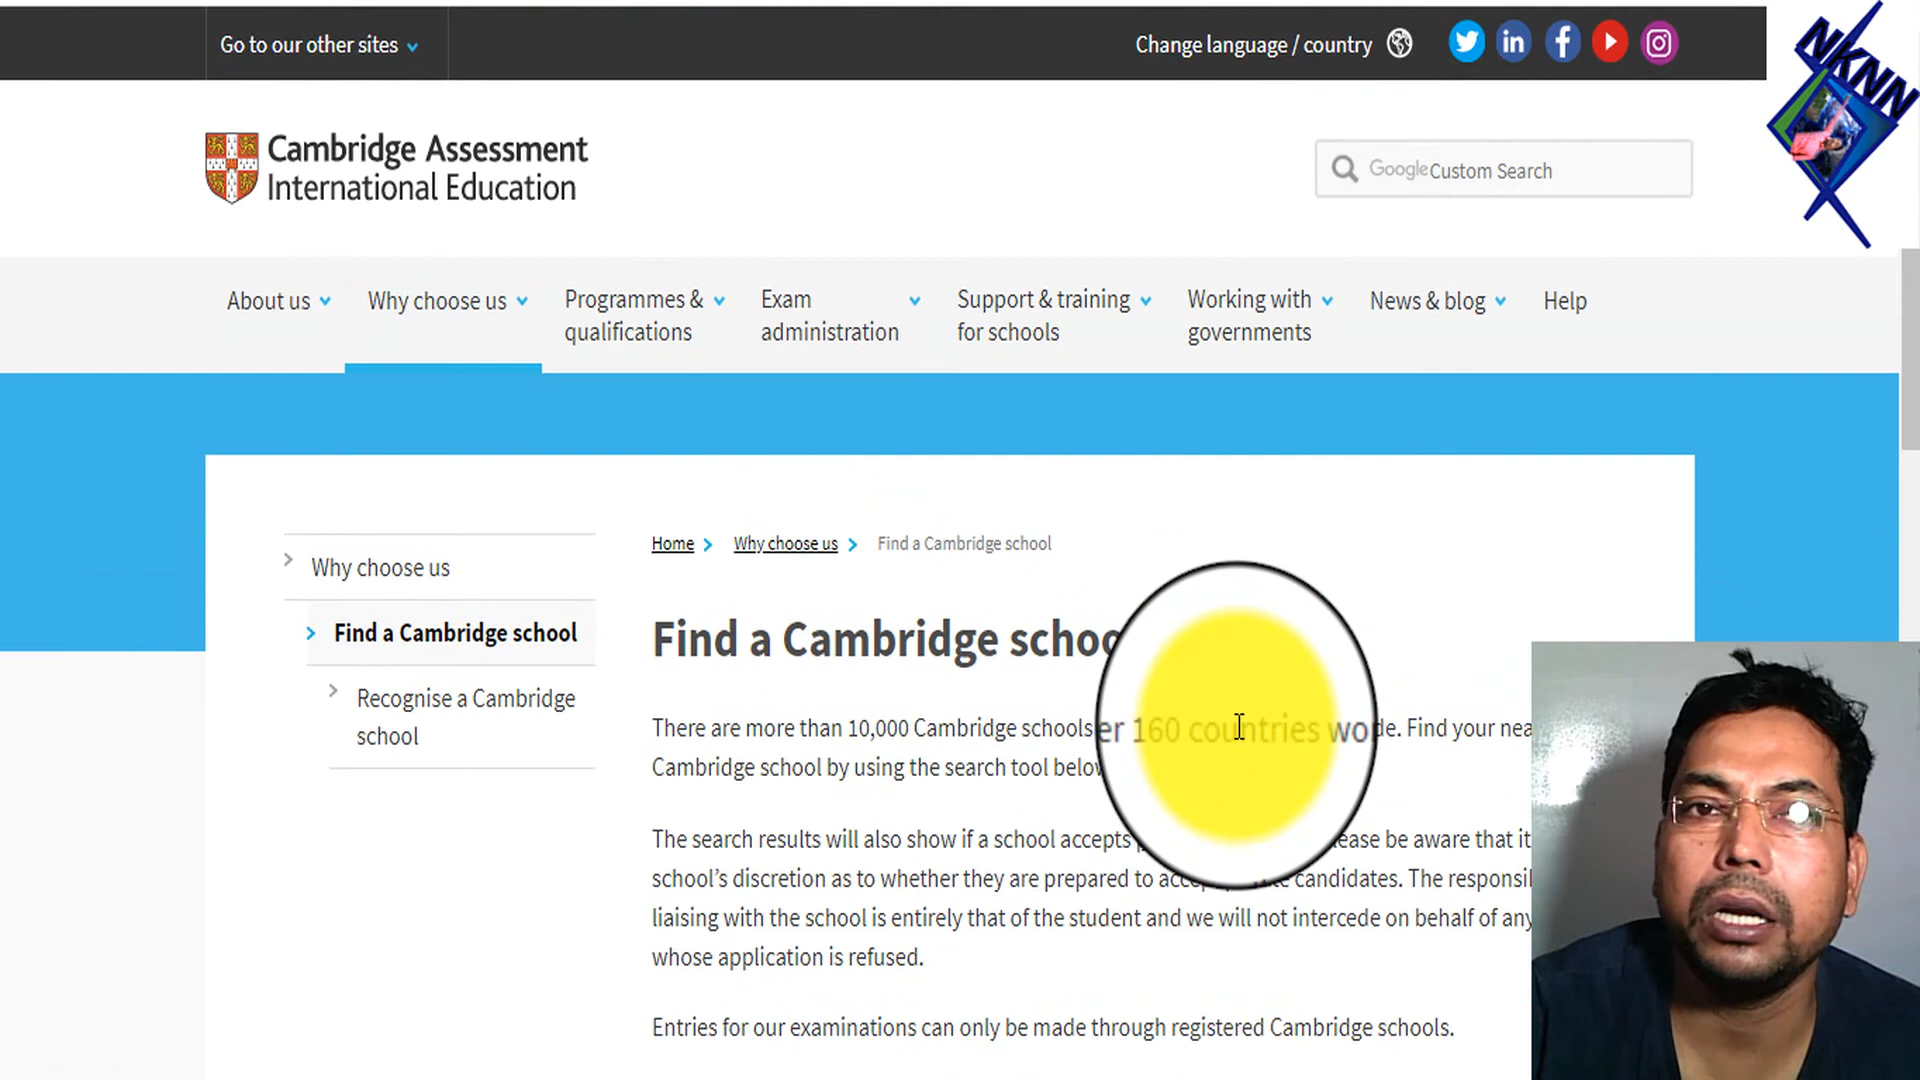 Go to our other sites
Change language / country
NKNN
Cambridge Assessment
International Education
Google Custom Search
About us
Why choose us
Programmes &
qualifications
Exam
administration
Support & training
for schools
Working with
governments
News & blog
Help
Home
Why choose us
Find a Cambridge school
Why choose us
Find a Cambridge school
Recognise a Cambridge
school
Find a Cambridge schoo
There are more than 10,000 Cambridge schools er 160 countries wo de. Find your nea
Cambridge school by using the search tool belov
The search results will also show if a school accepts ease be aware that it
school's discretion as to whether they are prepared to candidates. The responsi
liaising with the school is entirely that of the student and we will not intercede on behalf of any
whose application is refused.
Entries for our examinations can only be made through registered Cambridge schools.